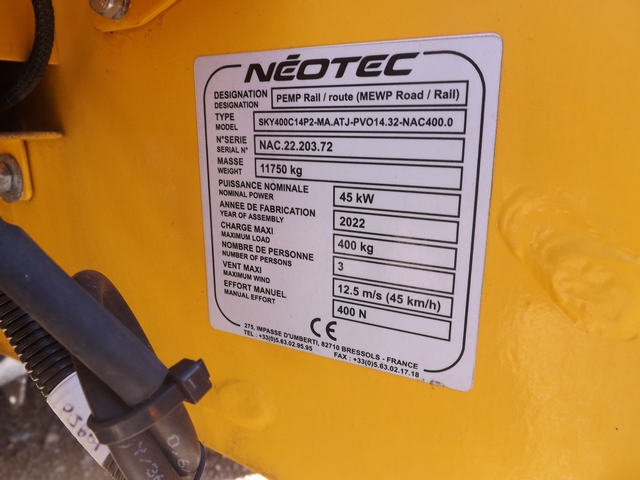 NÉOTEC
DESIGNATION PEMP Rail / route (MEWP Road / Rail)
DESIGNATION
TYPE SKY400C14P2-MA.ATJ-PVO14.32-NAC400.0
MODEL
N°SERIE NAC.22.203.72
SERIAL N°
MASSE 11750 kg
WEIGHT
PUISSANCE NOMINALE 45 kW
NOMINAL POWER
ANNÉE DE FABRICATION 2022
YEAR OF ASSEMBLY
CHARGE MAXI 400 kg
MAXIMUM LOAD
NOMBRE DE PERSONNE 3
NUMBER OF PERSONS
VENT MAXI 12.5 m/s (45 km/h)
MAXIMUM WIND
EFFORT MANUEL 400 N
MANUAL EFFORT
CE
275, IMPASSE D'UMBERTI, 82710 BRESSOLS - FRANCE
TEL : +33(0)5.63.02.95.95 FAX : +33(0)5.63.02.17.18